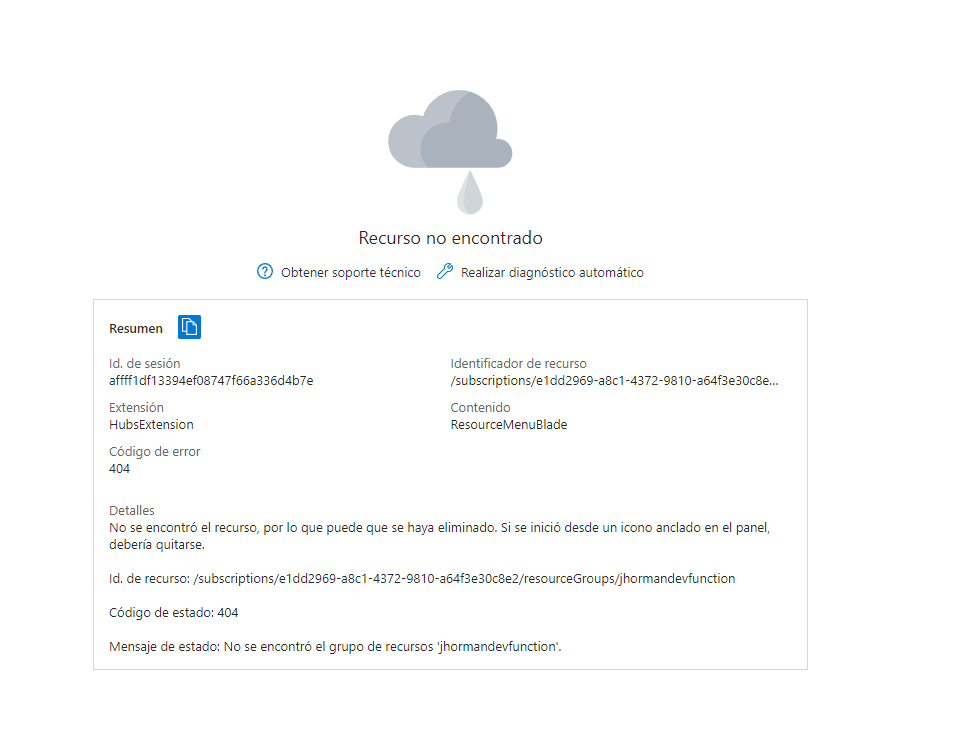 Recurso no encontrado
Obtener soporte técnico
Realizar diagnóstico automático
Resumen
Id. de sesión
affff1df13394ef08747f66a336d4b7e
Identificador de recurso
/subscriptions/e1dd2969-a8c1-4372-9810-a64f3e30c8e...
Extensión
HubsExtension
Contenido
ResourceMenuBlade
Código de error
404
Detalles
No se encontró el recurso, por lo que puede que se haya eliminado. Si se inició desde un icono anclado en el panel,
debería quitarse.
Id. de recurso: /subscriptions/e1dd2969-a8c1-4372-9810-a64f3e30c8e2/resourceGroups/jhormandevfunction
Código de estado: 404
Mensaje de estado: No se encontró el grupo de recursos 'jhormandevfunction'.